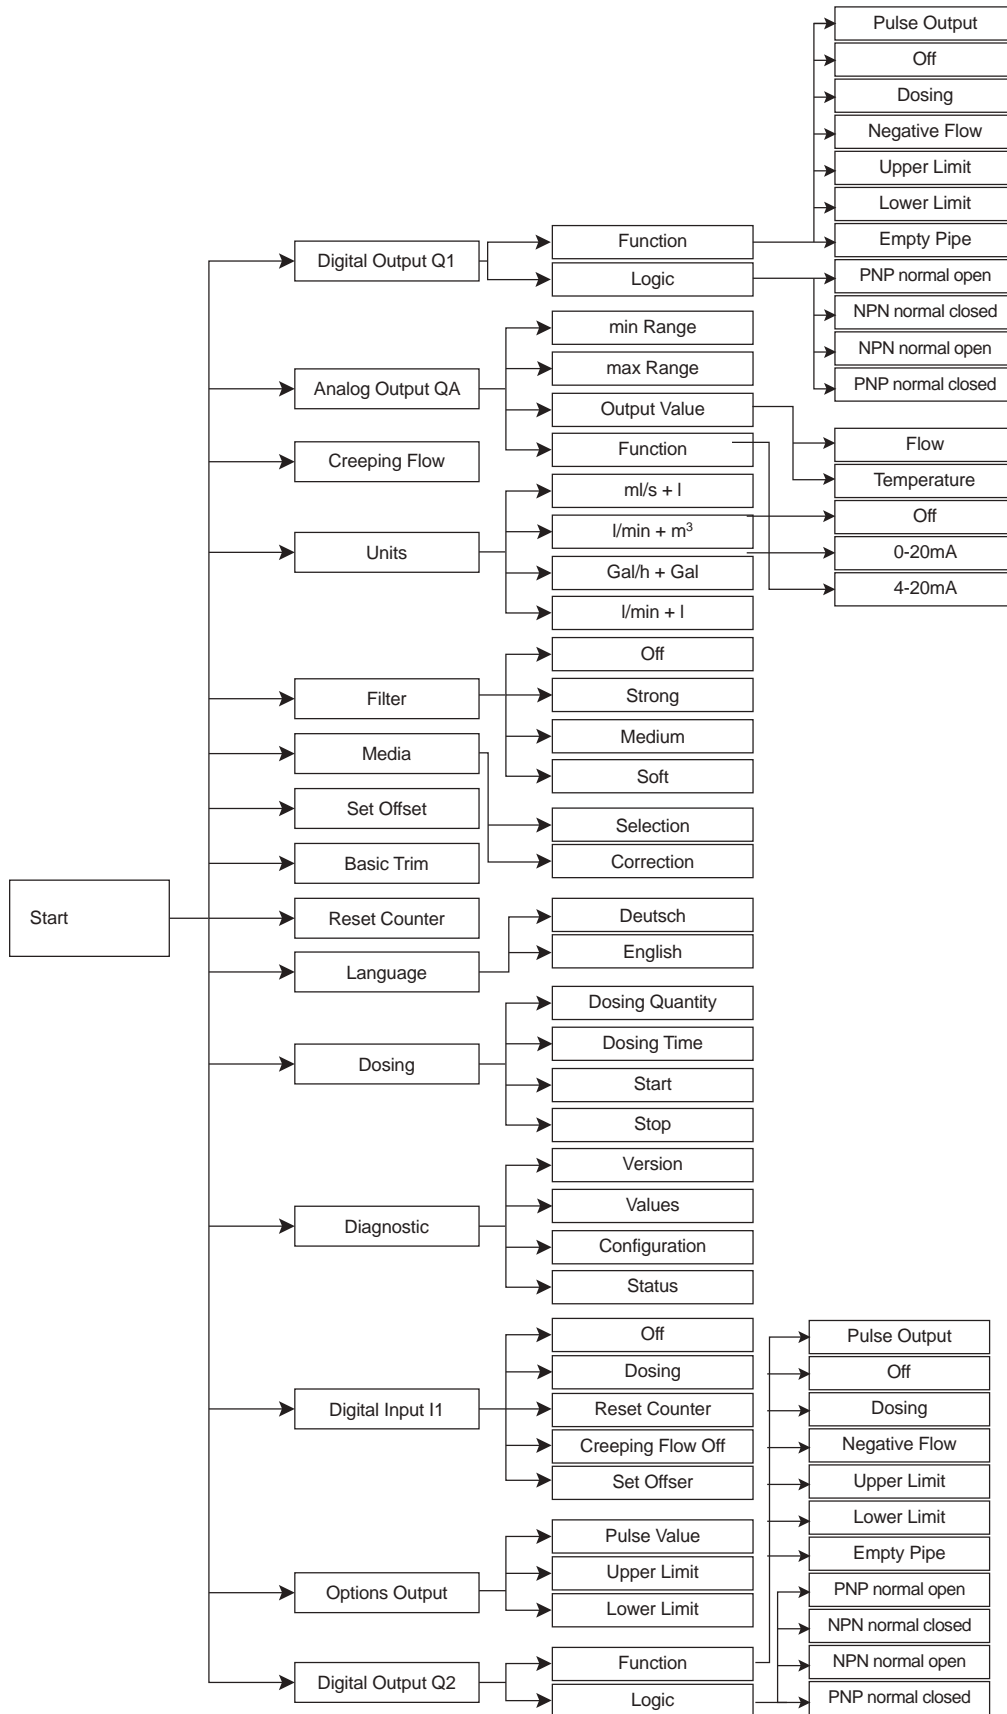 Start
Digital Output Q1
Function
Pulse Output
Off
Dosing
Negative Flow
Upper Limit
Lower Limit
Empty Pipe
Logic
PNP normal open
NPN normal closed
NPN normal open
PNP normal closed
Analog Output QA
min Range
max Range
Output Value
Flow
Temperature
Function
Off
0-20mA
4-20mA
Creeping Flow
Units
ml/s + l
l/min + m³
Gal/h + Gal
l/min + l
Filter
Off
Strong
Medium
Soft
Media
Selection
Correction
Set Offset
Basic Trim
Reset Counter
Language
Deutsch
English
Dosing
Dosing Quantity
Dosing Time
Start
Stop
Diagnostic
Version
Values
Configuration
Status
Digital Input I1
Off
Dosing
Reset Counter
Creeping Flow Off
Set Offser
Options Output
Pulse Value
Upper Limit
Lower Limit
Digital Output Q2
Function
Pulse Output
Off
Dosing
Negative Flow
Upper Limit
Lower Limit
Empty Pipe
Logic
PNP normal open
NPN normal closed
NPN normal open
PNP normal closed